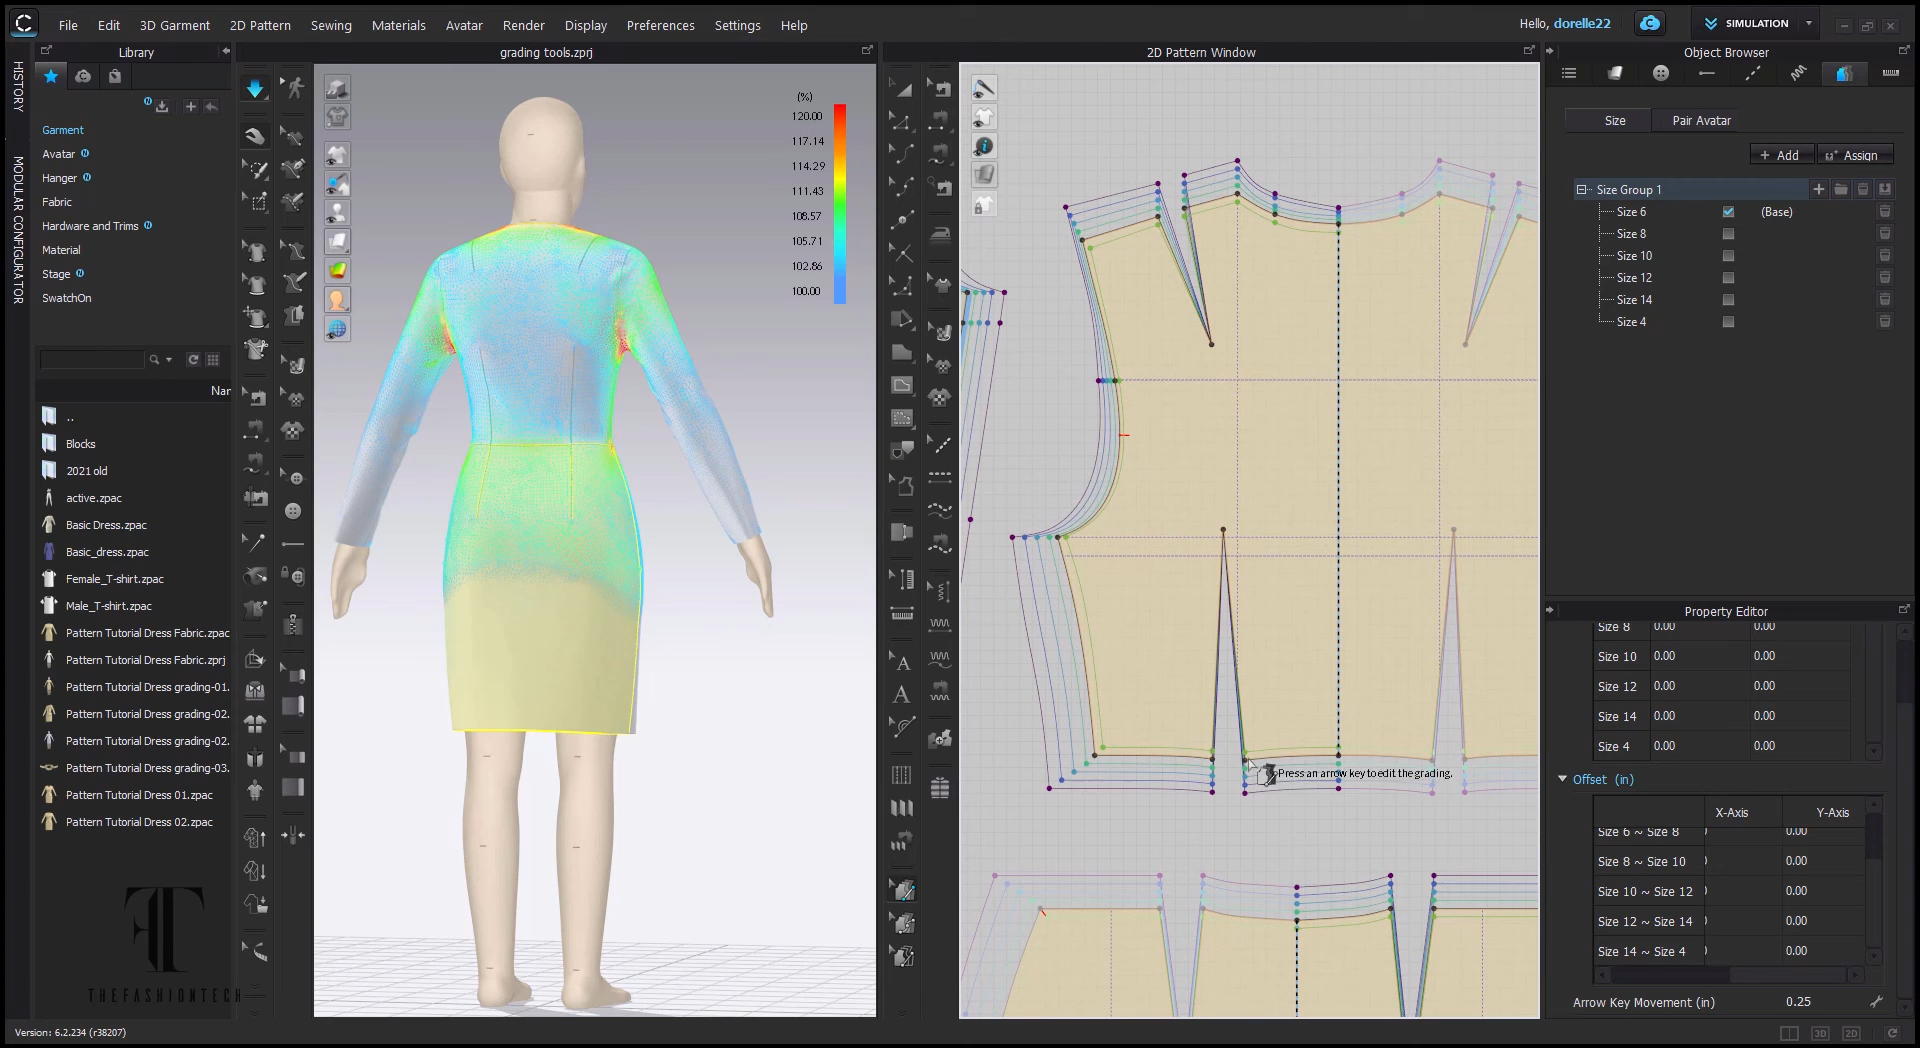 File Edit 3D Garment 2D Pattern Sewing Materials Avatar Render Display Preferences Settings Help
Hello, dorelle22
SIMULATION
Library
grading tools.zprj
2D Pattern Window
Object Browser
HISTORY
MODULAR CONFIGURATOR
Garment
Avatar
Hanger
Fabric
Hardware and Trims
Material
Stage
SwatchOn
Nar
..
Blocks
2021 old
active.zpac
Basic Dress.zpac
Basic_dress.zpac
Female_T-shirt.zpac
Male_T-shirt.zpac
Pattern Tutorial Dress Fabric.zpac
Pattern Tutorial Dress Fabric.zprj
Pattern Tutorial Dress grading-01.
Pattern Tutorial Dress grading-02.
Pattern Tutorial Dress grading-02.
Pattern Tutorial Dress grading-03.
Pattern Tutorial Dress 01.zpac
Pattern Tutorial Dress 02.zpac
THEFASHIONTECH
Version: 6.2.234 (r38207)
(%)
120.00
117.14
114.29
111.43
108.57
105.71
102.86
100.00
Press an arrow key to edit the grading.
Size Pair Avatar
+ Add Assign
Size Group 1
Size 6 (Base)
Size 8
Size 10
Size 12
Size 14
Size 4
Property Editor
Size 8 0.00 0.00
Size 10 0.00 0.00
Size 12 0.00 0.00
Size 14 0.00 0.00
Size 4 0.00 0.00
Offset (in)
X-Axis Y-Axis
Size 6 ~ Size 8 0.00
Size 8 ~ Size 10 0.00
Size 10 ~ Size 12 0.00
Size 12 ~ Size 14 0.00
Size 14 ~ Size 4 0.00
Arrow Key Movement (in) 0.25
3D 2D